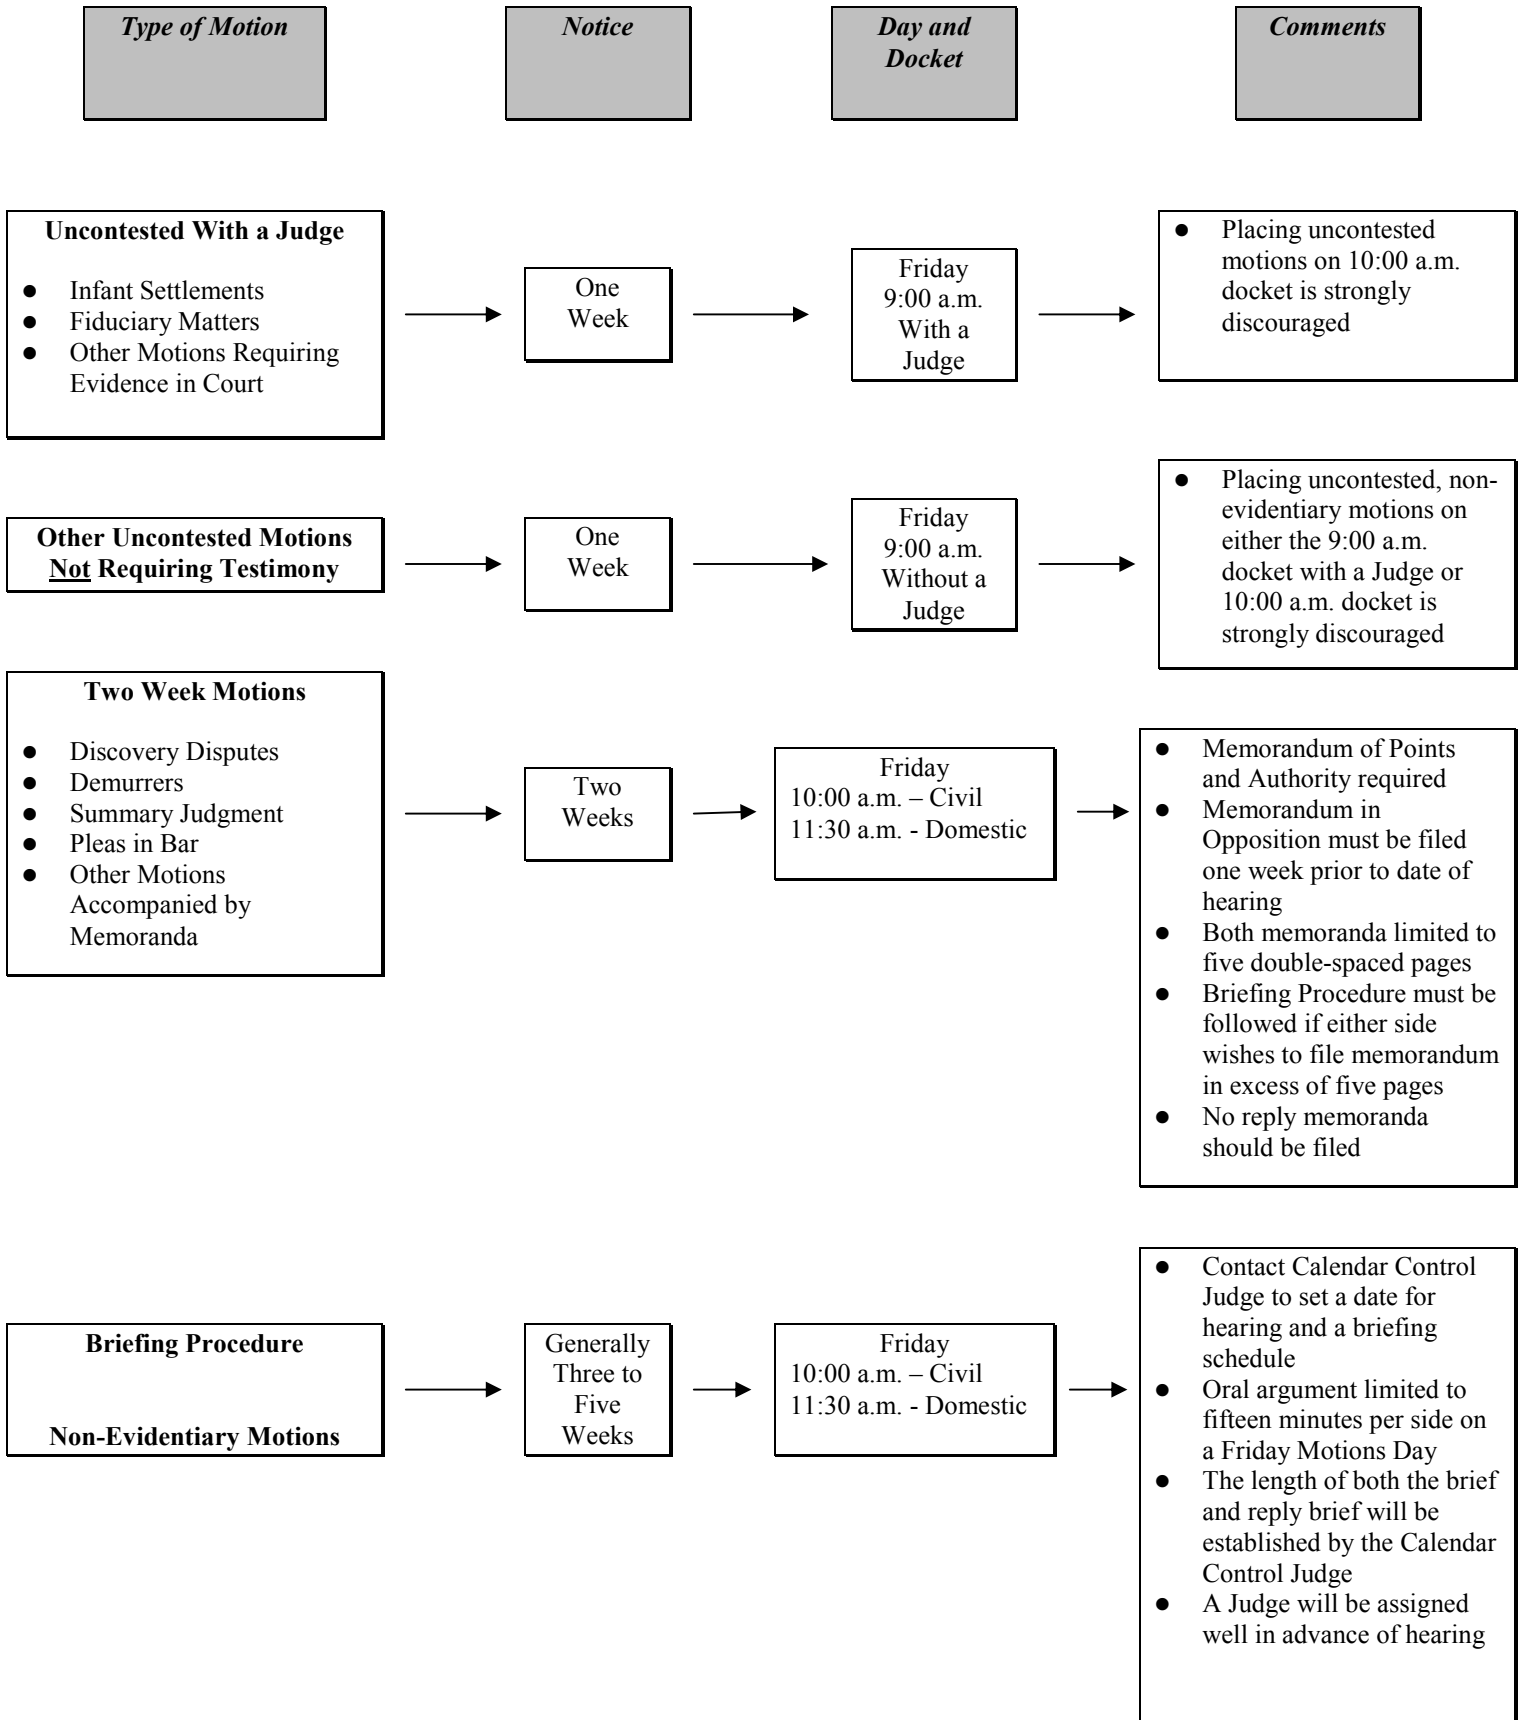 Type of Motion
Notice
Day and
Docket
Comments
Uncontested With a Judge
● Infant Settlements
● Fiduciary Matters
● Other Motions Requiring
Evidence in Court
One
Week
Friday
9:00 a.m.
With a
Judge
● Placing uncontested
motions on 10:00 a.m.
docket is strongly
discouraged
Other Uncontested Motions
Not Requiring Testimony
One
Week
Friday
9:00 a.m.
Without a
Judge
● Placing uncontested, non-
evidentiary motions on
either the 9:00 a.m.
docket with a Judge or
10:00 a.m. docket is
strongly discouraged
Two Week Motions
● Discovery Disputes
● Demurrers
● Summary Judgment
● Pleas in Bar
● Other Motions
Accompanied by
Memoranda
Two
Weeks
Friday
10:00 a.m. – Civil
11:30 a.m. - Domestic
● Memorandum of Points
and Authority required
● Memorandum in
Opposition must be filed
one week prior to date of
hearing
● Both memoranda limited to
five double-spaced pages
● Briefing Procedure must be
followed if either side
wishes to file memorandum
in excess of five pages
● No reply memoranda
should be filed
Briefing Procedure
Non-Evidentiary Motions
Generally
Three to
Five
Weeks
Friday
10:00 a.m. – Civil
11:30 a.m. - Domestic
● Contact Calendar Control
Judge to set a date for
hearing and a briefing
schedule
● Oral argument limited to
fifteen minutes per side on
a Friday Motions Day
● The length of both the brief
and reply brief will be
established by the Calendar
Control Judge
● A Judge will be assigned
well in advance of hearing